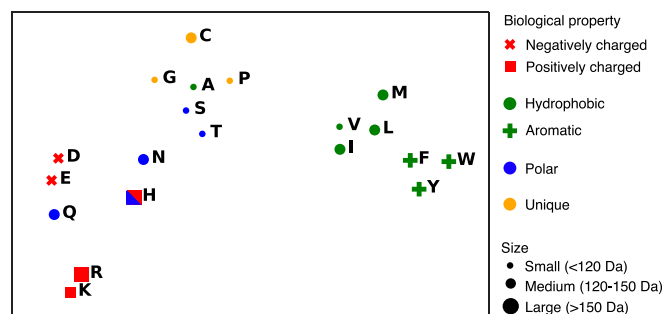 C
G
A
P
S
T
M
V
L
I
F
W
Y
D
N
E
H
Q
R
K
Biological property
Negatively charged
Positively charged
Hydrophobic
Aromatic
Polar
Unique
Size
Small (<120 Da)
Medium (120-150 Da)
Large (>150 Da)